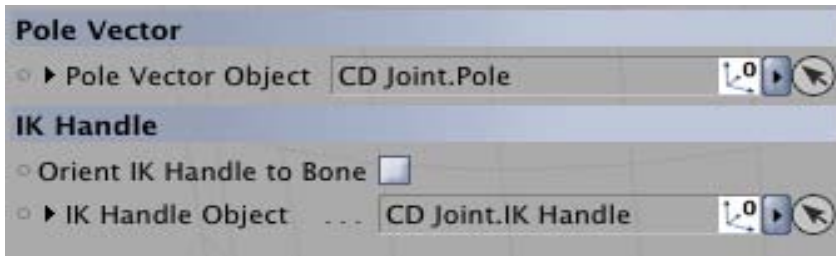 Pole Vector
Pole Vector Object CD Joint.Pole
IK Handle
Orient IK Handle to Bone
IK Handle Object ... CD Joint.IK Handle